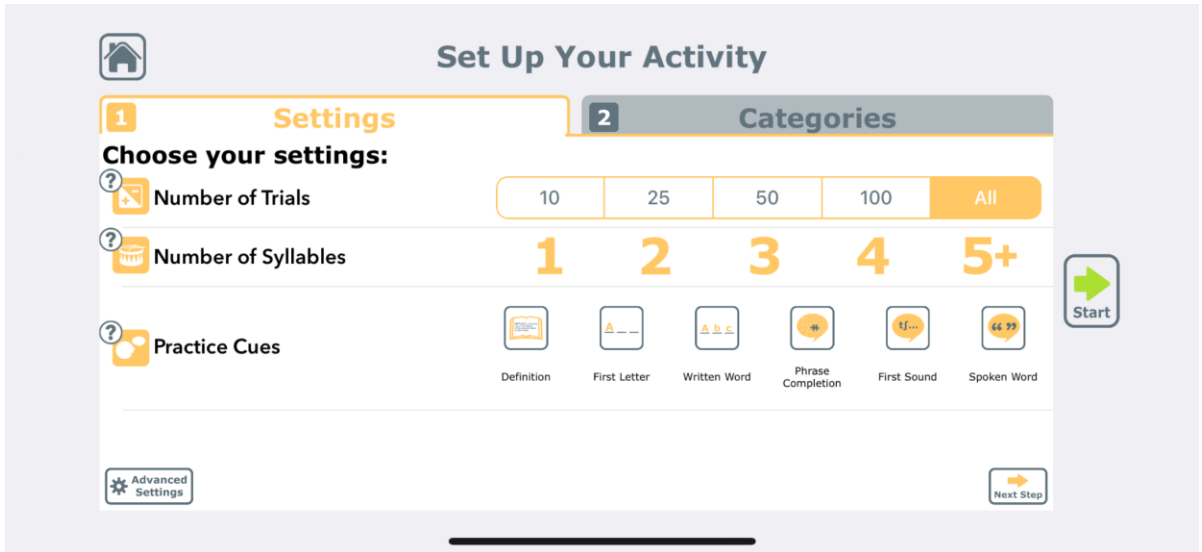 Set Up Your Activity
1 Settings
2 Categories
Choose your settings:
? Number of Trials 10 25 50 100 All
? Number of Syllables 1 2 3 4 5+
? Practice Cues
A _ _
A b c
tʃ...
“ ”
Definition First Letter Written Word Phrase Completion First Sound Spoken Word
Start
Advanced
Settings
Next Step